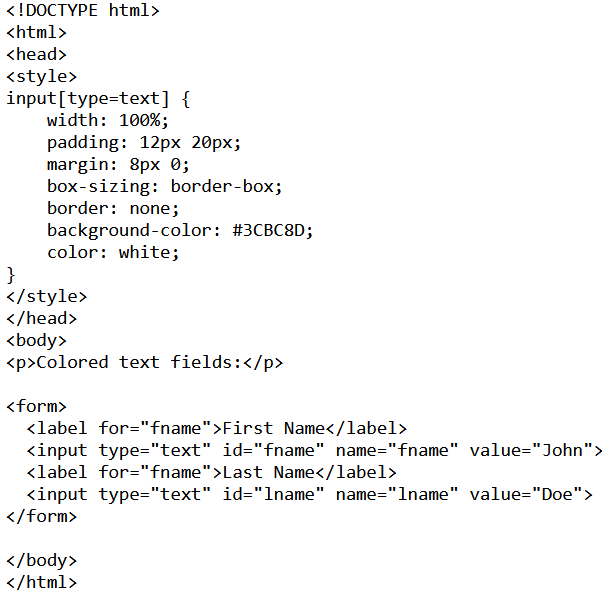 <!DOCTYPE html>
<html>
<head>
<style>
input[type=text] {
    width: 100%;
    padding: 12px 20px;
    margin: 8px 0;
    box-sizing: border-box;
    border: none;
    background-color: #3CBC8D;
    color: white;
}
</style>
</head>
<body>
<p>Colored text fields:</p>

<form>
  <label for="fname">First Name</label>
  <input type="text" id="fname" name="fname" value="John">
  <label for="fname">Last Name</label>
  <input type="text" id="lname" name="lname" value="Doe">
</form>

</body>
</html>